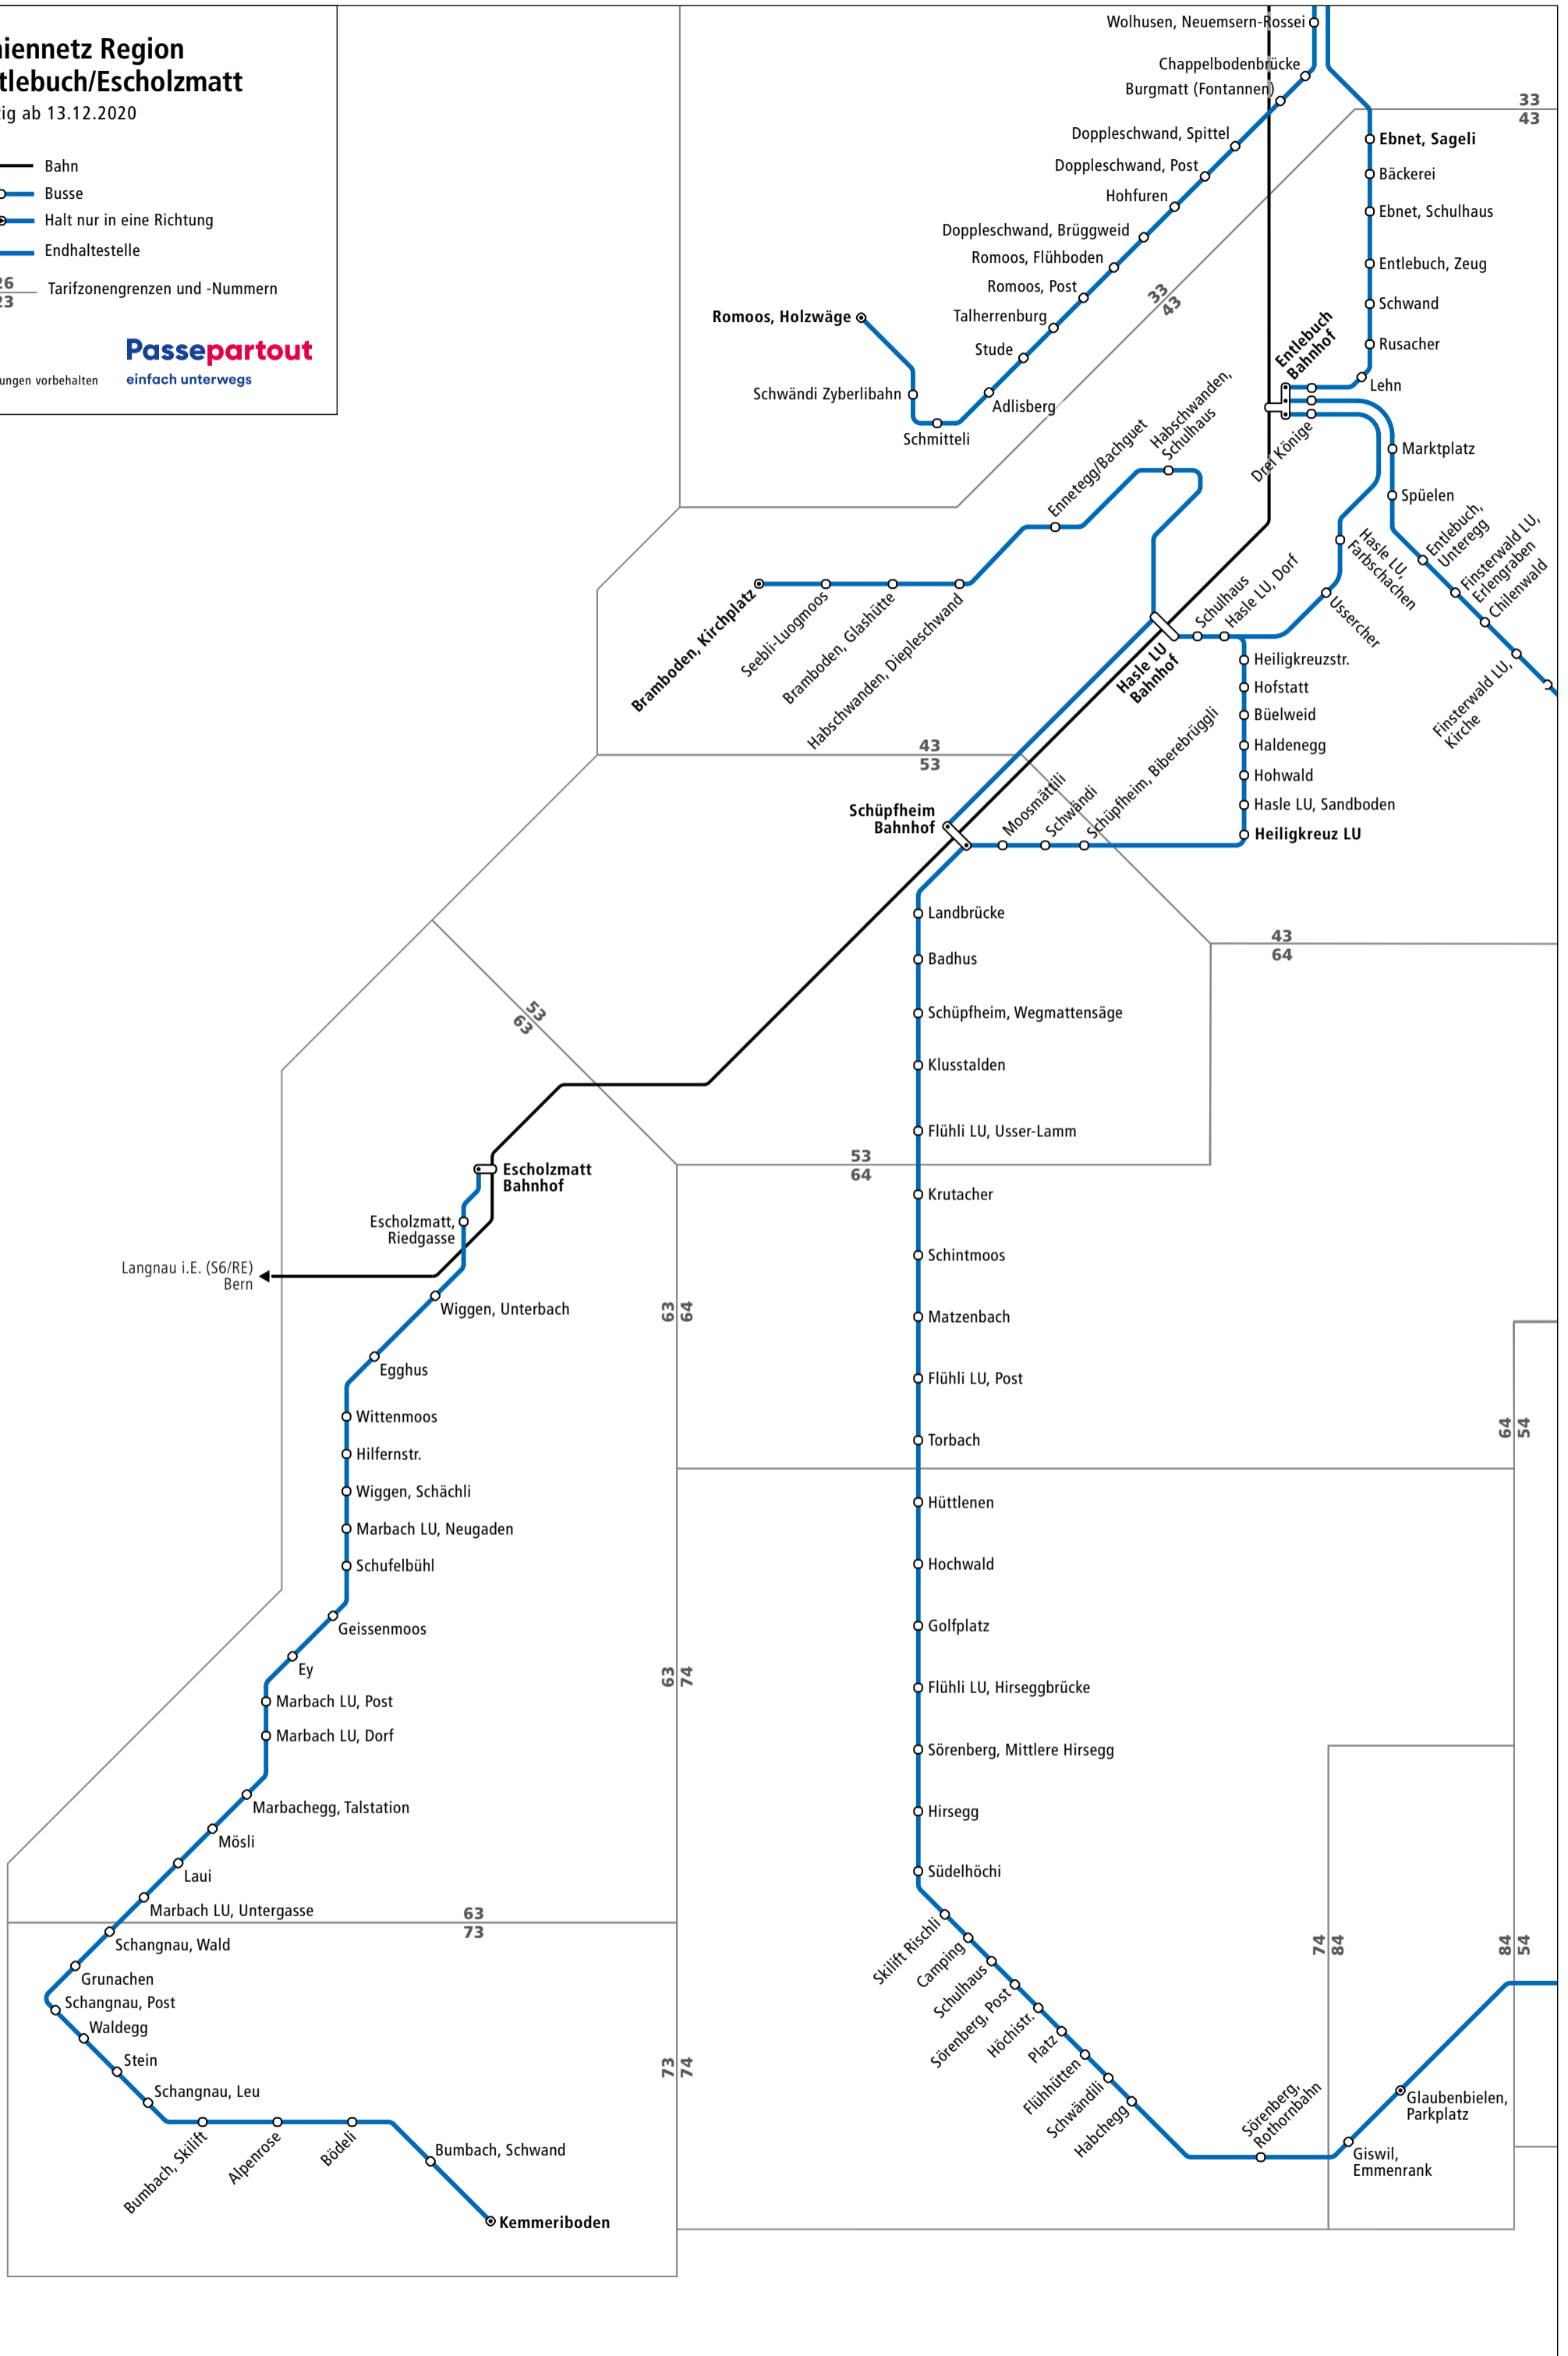 niennetz Region
tlebuch/Escholzmatt
tig ab 13.12.2020
Bahn
Busse
Halt nur in eine Richtung
Endhaltestelle
26
23
Tarifzonengrenzen und -Nummern
Passepartout
einfach unterwegs
ungen vorbehalten
Wolhusen, Neuemsern-Rossei
Chappelbodenbrücke
Burgmatt (Fontannen)
Doppleschwand, Spittel
Doppleschwand, Post
Hohfuren
Doppleschwand, Brüggweid
Romoos, Flühboden
Romoos, Post
Talherrenburg
Stude
Adlisberg
Schmitteli
Schwändi Zyberlibahn
Romoos, Holzwäge
33
43
33
43
Ebnet, Sageli
Bäckerei
Ebnet, Schulhaus
Entlebuch, Zeug
Schwand
Rusacher
Lehn
Entlebuch
Bahnhof
Drei Könige
Marktplatz
Spüelen
Entlebuch,
Unteregg
Finsterwald LU,
Erlengraben
Chilenwald
Finsterwald LU,
Kirche
Hasle LU,
Farbschachen
Ussercher
Hasle LU, Dorf
Schulhaus
Hasle LU
Bahnhof
Habschwanden,
Schulhaus
Ennetegg/Bachguet
Habschwanden, Diepleschwand
Bramboden, Glashütte
Seebli-Luogmoos
Bramboden, Kirchplatz
Heiligkreuzstr.
Hofstatt
Büelweid
Haldenegg
Hohwald
Hasle LU, Sandboden
Heiligkreuz LU
Schüpfheim, Biberebrüggli
Schwändi
Moosmättili
43
53
Schüpfheim
Bahnhof
Landbrücke
Badhus
Schüpfheim, Wegmattensäge
Klusstalden
Flühli LU, Usser-Lamm
43
64
53
63
53
64
Krutacher
Schintmoos
Matzenbach
Flühli LU, Post
Torbach
Hüttlenen
Hochwald
Golfplatz
Flühli LU, Hirseggbrücke
Sörenberg, Mittlere Hirsegg
Hirsegg
Südelhöchi
Skilift Rischli
Camping
Schulhaus
Sörenberg, Post
Höchistr.
Platz
Flühhütten
Schwändili
Habchegg
Sörenberg,
Rothornbahn
Giswil,
Emmenrank
Glaubenbielen,
Parkplatz
63 64
64 54
63 74
74 84
84 54
73 74
Escholzmatt
Bahnhof
Escholzmatt,
Riedgasse
Langnau i.E. (S6/RE)
Bern
Wiggen, Unterbach
Egghus
Wittenmoos
Hilfernstr.
Wiggen, Schächli
Marbach LU, Neugaden
Schufelbühl
Geissenmoos
Ey
Marbach LU, Post
Marbach LU, Dorf
Marbachegg, Talstation
Mösli
Laui
Marbach LU, Untergasse
63
73
Schangnau, Wald
Grunachen
Schangnau, Post
Waldegg
Stein
Schangnau, Leu
Bumbach, Skilift
Alpenrose
Bödeli
Bumbach, Schwand
Kemmeriboden